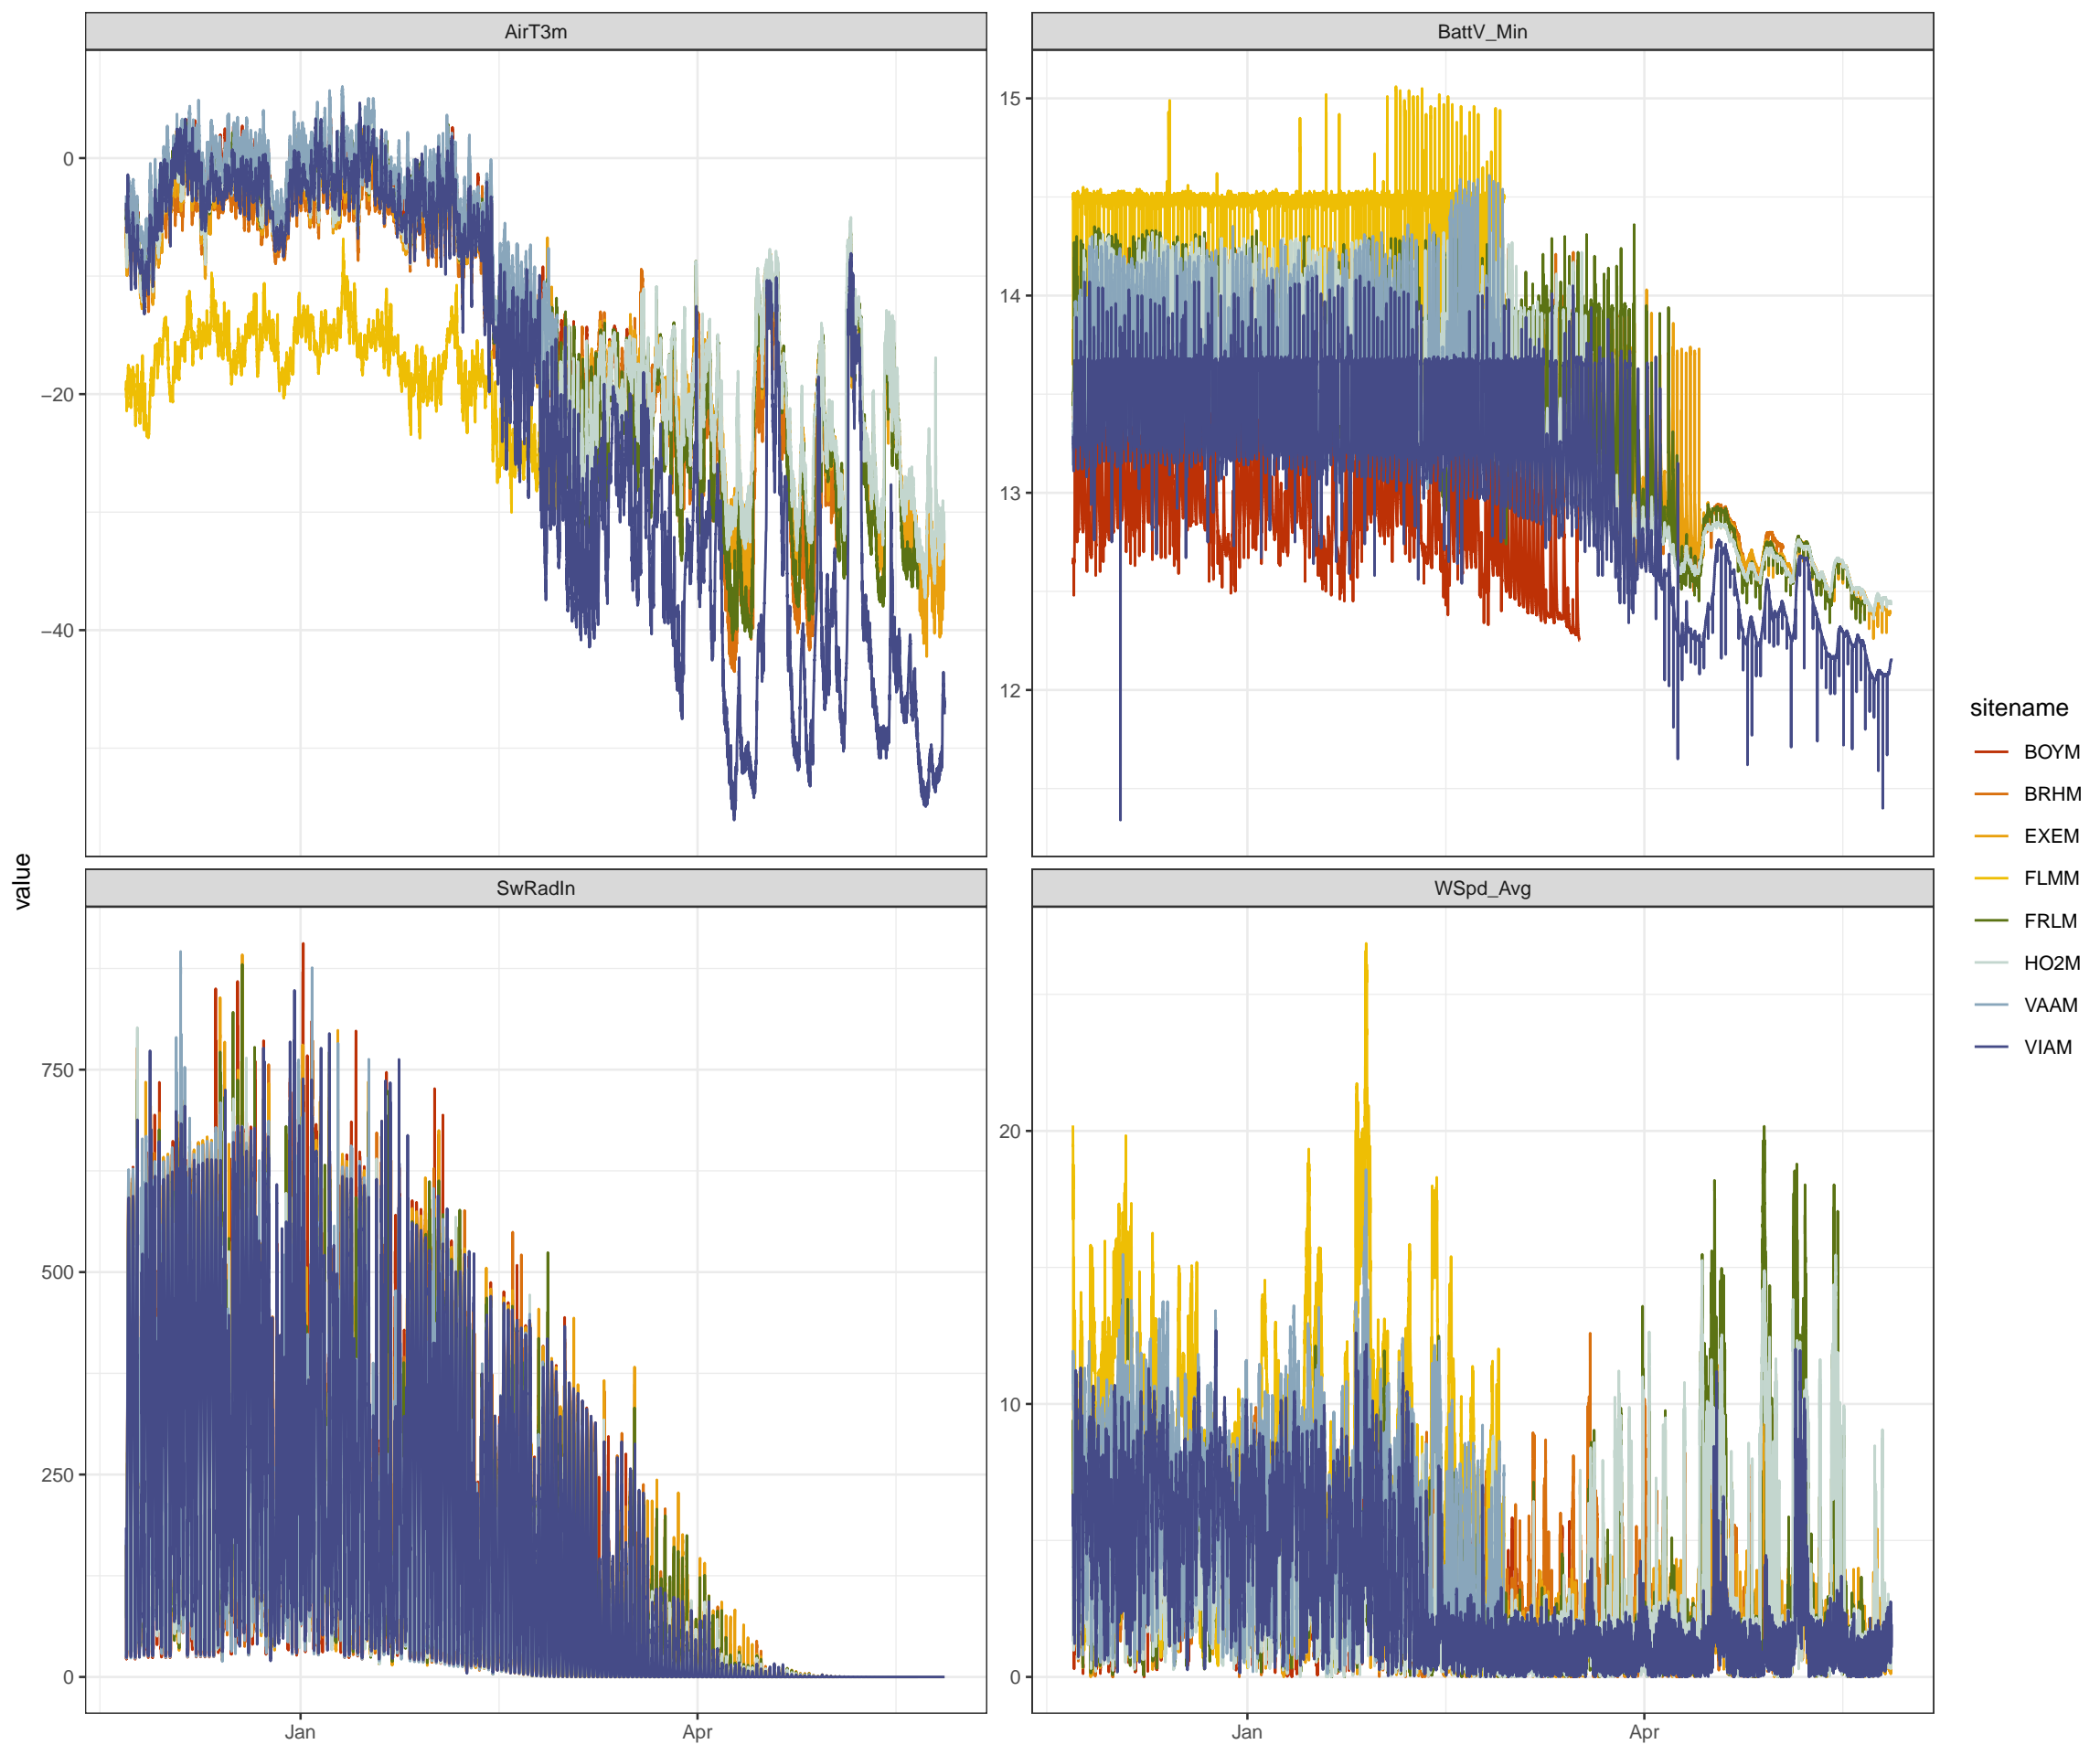 AirT3m
BattV_Min
0
−20
−40
15
14
13
12
value
SwRadIn
WSpd_Avg
750
500
250
0
20
10
0
Jan
Apr
Jan
Apr
sitename
BOYM
BRHM
EXEM
FLMM
FRLM
HO2M
VAAM
VIAM